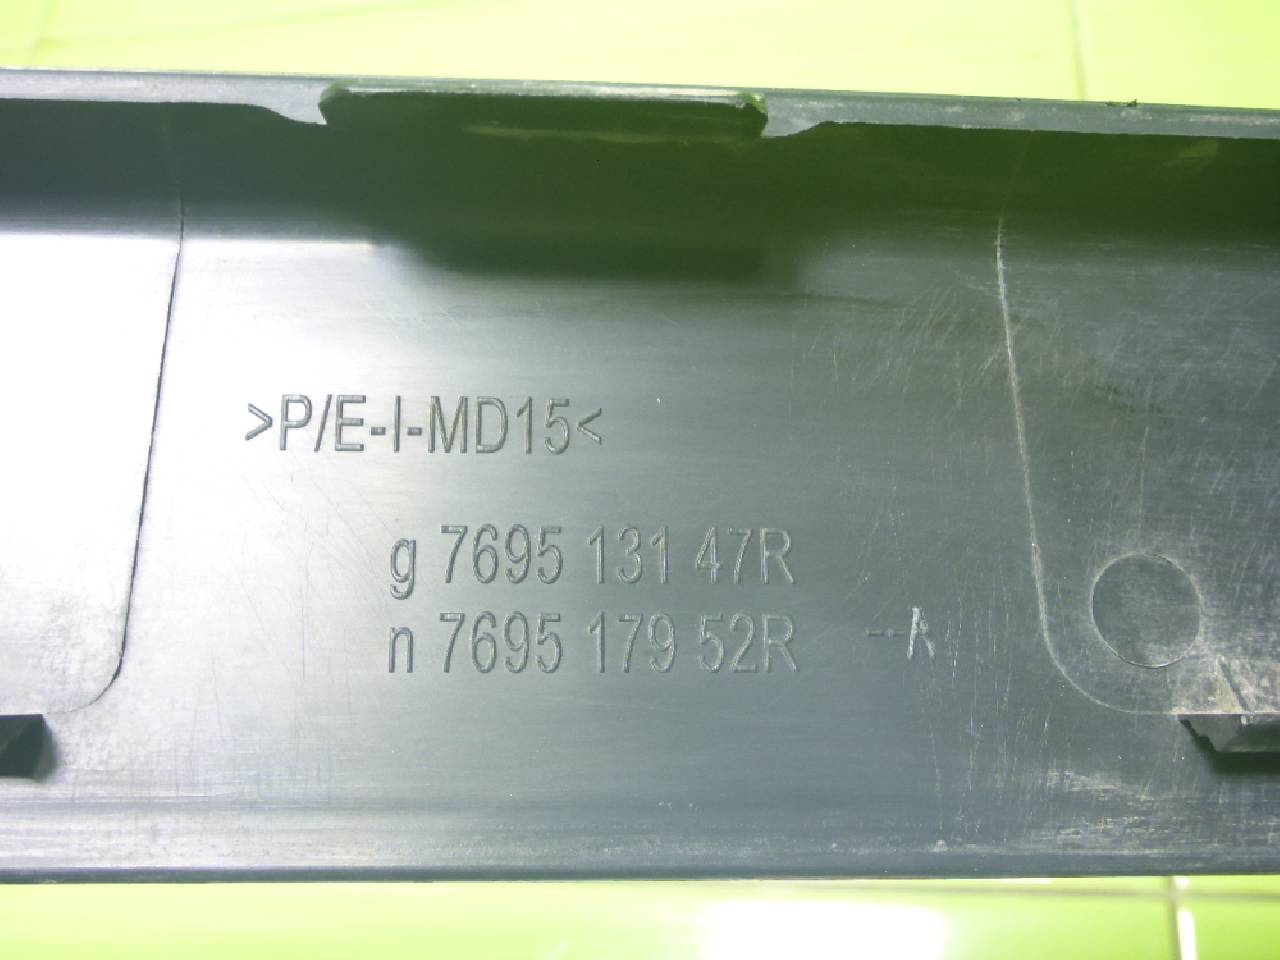 >P/E-I-MD15<
g 7695 131 47R
n 7695 179 52R --A